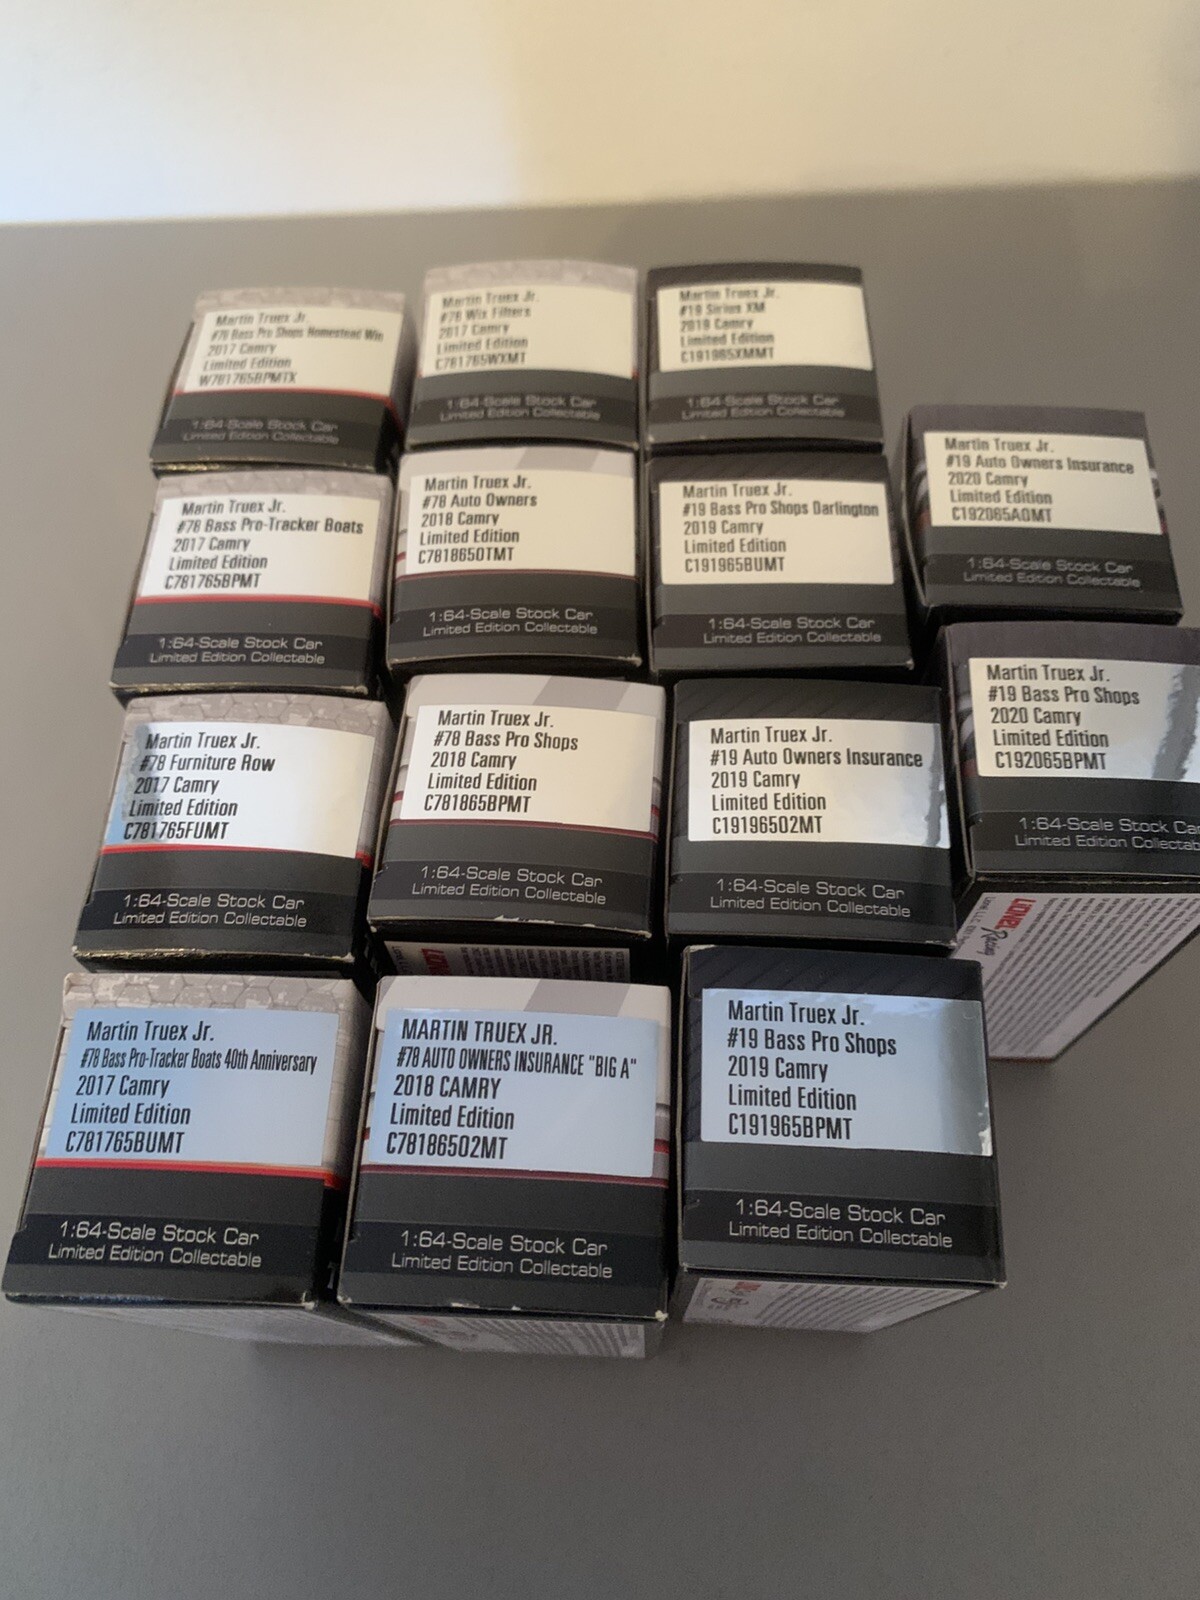 Martin Truex Jr.
#78 Bass Pro Shops Homestead Win
2017 Camry
Limited Edition
W781765BPMTX
1:64-Scale Stock Car
Limited Edition Collectable
Martin Truex Jr.
#78 Wix Filters
2017 Camry
Limited Edition
C781765WXMT
1:64-Scale Stock Car
Limited Edition Collectable
Martin Truex Jr.
#19 Sirius XM
2019 Camry
Limited Edition
C191965XMMT
1:64-Scale Stock Car
Limited Edition Collectable
Martin Truex Jr.
#19 Auto Owners Insurance
2020 Camry
Limited Edition
C192065AOMT
1:64-Scale Stock Car
Limited Edition Collectable
Martin Truex Jr.
#78 Bass Pro-Tracker Boats
2017 Camry
Limited Edition
C781765BPMT
1:64-Scale Stock Car
Limited Edition Collectable
Martin Truex Jr.
#78 Auto Owners
2018 Camry
Limited Edition
C781865OTMT
1:64-Scale Stock Car
Limited Edition Collectable
Martin Truex Jr.
#19 Bass Pro Shops Darlington
2019 Camry
Limited Edition
C191965BUMT
1:64-Scale Stock Car
Limited Edition Collectable
Martin Truex Jr.
#19 Bass Pro Shops
2020 Camry
Limited Edition
C192065BPMT
1:64-Scale Stock Car
Limited Edition Collectab
LIONEL Racing
Martin Truex Jr.
#78 Furniture Row
2017 Camry
Limited Edition
C781765FUMT
1:64-Scale Stock Car
Limited Edition Collectable
Martin Truex Jr.
#78 Bass Pro Shops
2018 Camry
Limited Edition
C781865BPMT
1:64-Scale Stock Car
Limited Edition Collectable
Martin Truex Jr.
#19 Auto Owners Insurance
2019 Camry
Limited Edition
C191965O2MT
1:64-Scale Stock Car
Limited Edition Collectable
Martin Truex Jr.
#78 Bass Pro-Tracker Boats 40th Anniversary
2017 Camry
Limited Edition
C781765BUMT
1:64-Scale Stock Car
Limited Edition Collectable
MARTIN TRUEX JR.
#78 AUTO OWNERS INSURANCE "BIG A"
2018 CAMRY
Limited Edition
C781865O2MT
1:64-Scale Stock Car
Limited Edition Collectable
Martin Truex Jr.
#19 Bass Pro Shops
2019 Camry
Limited Edition
C191965BPMT
1:64-Scale Stock Car
Limited Edition Collectable